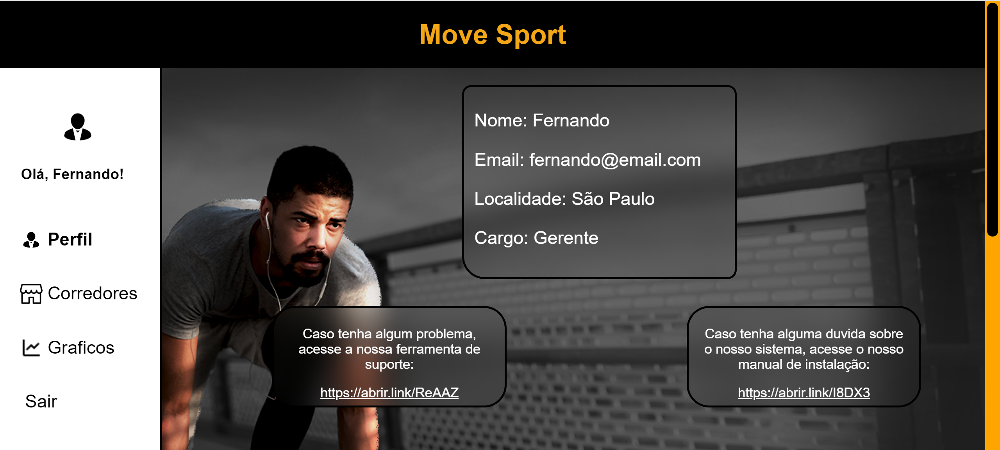 Move Sport
Olá, Fernando!
Perfil
Corredores
Graficos
Sair
Nome: Fernando
Email: fernando@email.com
Localidade: São Paulo
Cargo: Gerente
Caso tenha algum problema,
acesse a nossa ferramenta de
suporte:
https://abrir.link/ReAAZ
Caso tenha alguma duvida sobre
o nosso sistema, acesse o nosso
manual de instalação:
https://abrir.link/I8DX3